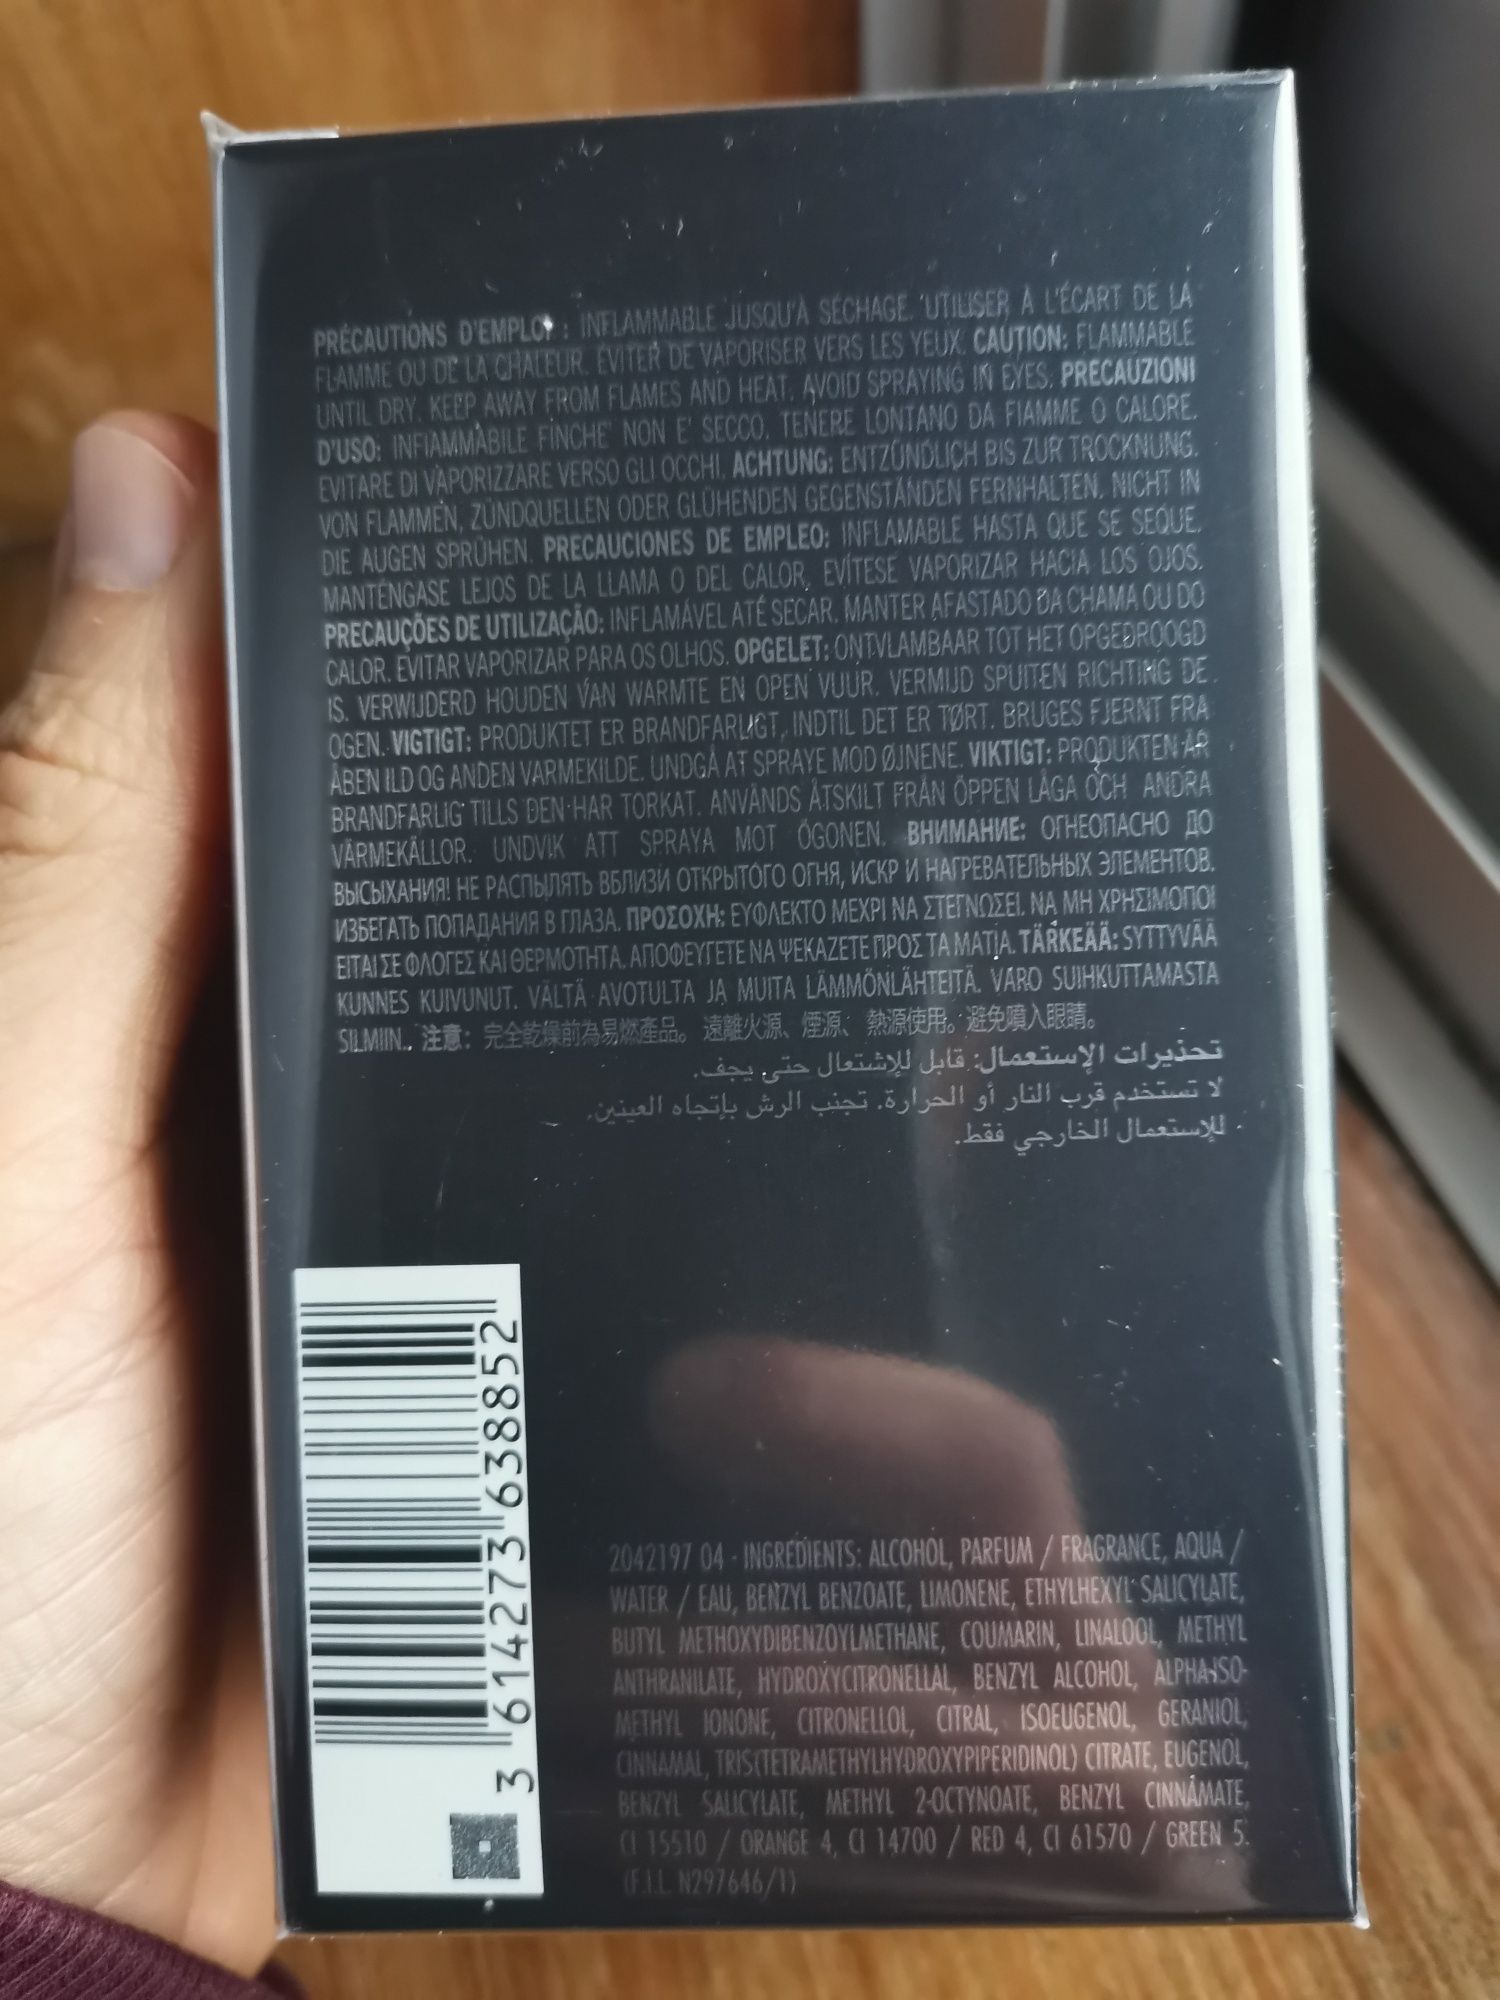 PRÉCAUTIONS D'EMPLOI : INFLAMMABLE JUSQU'À SÉCHAGE. UTILISER À L'ÉCART DE LA
FLAMME OU DE LA CHALEUR. ÉVITER DE VAPORISER VERS LES YEUX. CAUTION: FLAMMABLE
UNTIL DRY. KEEP AWAY FROM FLAMES AND HEAT. AVOID SPRAYING IN EYES. PRECAUZIONI
D'USO: INFIAMMABILE FINCHE' NON E' SECCO. TENERE LONTANO DA FIAMME O CALORE.
EVITARE DI VAPORIZZARE VERSO GLI OCCHI. ACHTUNG: ENTZÜNDLICH BIS ZUR TROCKNUNG.
VON FLAMMEN, ZÜNDQUELLEN ODER GLÜHENDEN GEGENSTÄNDEN FERNHALTEN. NICHT IN
DIE AUGEN SPRÜHEN. PRECAUCIONES DE EMPLEO: INFLAMABLE HASTA QUE SE SEQUE.
MANTÉNGASE LEJOS DE LA LLAMA O DEL CALOR, EVÍTESE VAPORIZAR HACIA LOS OJOS.
PRECAUÇÕES DE UTILIZAÇÃO: INFLAMÁVEL ATÉ SECAR. MANTER AFASTADO DA CHAMA OU DO
CALOR. EVITAR VAPORIZAR PARA OS OLHOS. OPGELET: ONTVLAMBAAR TOT HET OPGEDROOGD
IS. VERWIJDERD HOUDEN VAN WARMTE EN OPEN VUUR. VERMIJD SPUITEN RICHTING DE
OGEN. VIGTIGT: PRODUKTET ER BRANDFARLIGT, INDTIL DET ER TØRT. BRUGES FJERNT FRA
ÅBEN ILD OG ANDEN VARMEKILDE. UNDGÅ AT SPRAYE MOD ØJNENE. VIKTIGT: PRODUKTEN ÄR
BRANDFARLIG TILLS DEN HAR TORKAT. ANVÄNDS ÅTSKILT FRÅN ÖPPEN LÅGA OCH ANDRA
VÄRMEKÄLLOR. UNDVIK ATT SPRAYA MOT ÖGONEN. ВНИМАНИЕ: ОГНЕОПАСНО ДО
ВЫСЫХАНИЯ! НЕ РАСПЫЛЯТЬ ВБЛИЗИ ОТКРЫТОГО ОГНЯ, ИСКР И НАГРЕВАТЕЛЬНЫХ ЭЛЕМЕНТОВ.
ИЗБЕГАТЬ ПОПАДАНИЯ В ГЛАЗА. ΠΡΟΣΟΧΗ: ΕΥΦΛΕΚΤΟ ΜΕΧΡΙ ΝΑ ΣΤΕΓΝΩΣΕΙ. ΝΑ ΜΗ ΧΡΗΣΙΜΟΠΟΙ
ΕΙΤΑΙ ΣΕ ΦΛΟΓΕΣ ΚΑΙ ΘΕΡΜΟΤΗΤΑ. ΑΠΟΦΕΥΓΕΤΕ ΝΑ ΨΕΚΑΖΕΤΕ ΠΡΟΣ ΤΑ ΜΑΤΙΑ. TÄRKEÄÄ: SYTTYVÄÄ
KUNNES KUIVUNUT. VÄLTÄ AVOTULTA JA MUITA LÄMMÖNLÄHTEITÄ. VARO SUIHKUTTAMASTA
SILMIIN. 注意：完全乾燥前為易燃產品。遠離火源、煙源、熱源使用。避免噴入眼睛。
تحذيرات الإستعمال: قابل للإشتعال حتى يجف.
لا تستخدم قرب النار أو الحرارة. تجنب الرش بإتجاه العينين.
للإستعمال الخارجي فقط.
3 614273 638852
2042197 04 - INGRÉDIENTS: ALCOHOL, PARFUM / FRAGRANCE, AQUA /
WATER / EAU, BENZYL BENZOATE, LIMONENE, ETHYLHEXYL SALICYLATE,
BUTYL METHOXYDIBENZOYLMETHANE, COUMARIN, LINALOOL, METHYL
ANTHRANILATE, HYDROXYCITRONELLAL, BENZYL ALCOHOL, ALPHA-ISO-
METHYL IONONE, CITRONELLOL, CITRAL, ISOEUGENOL, GERANIOL,
CINNAMAL, TRIS(TETRAMETHYLHYDROXYPIPERIDINOL) CITRATE, EUGENOL,
BENZYL SALICYLATE, METHYL 2-OCTYNOATE, BENZYL CINNAMATE,
CI 15510 / ORANGE 4, CI 14700 / RED 4, CI 61570 / GREEN 5.
(F.I.L. N297646/1)